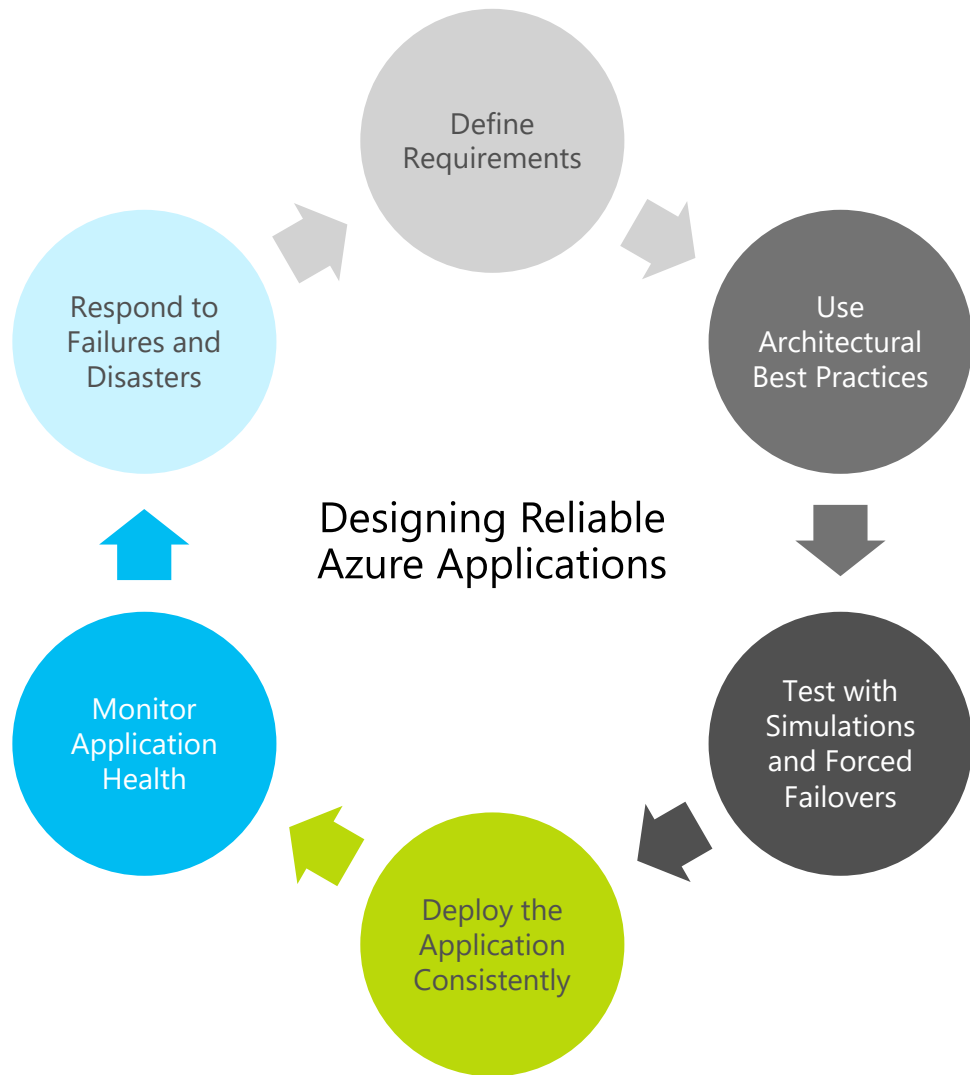 Define
Requirements
Use
Architectural
Best Practices
Test with
Simulations
and Forced
Failovers
Deploy the
Application
Consistently
Monitor
Application
Health
Respond to
Failures and
Disasters
Designing Reliable
Azure Applications